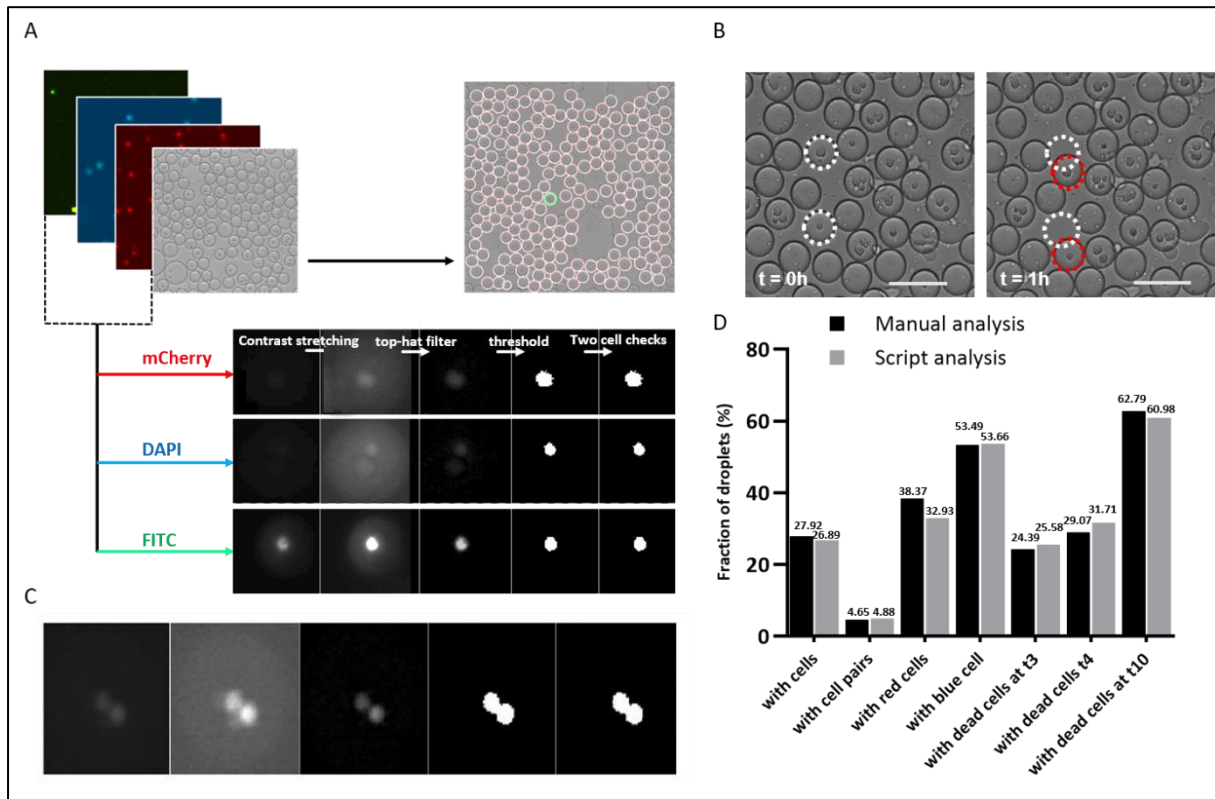 A
mCherry
DAPI
FITC
Contrast stretching
top-hat filter
threshold
Two cell checks
B
t = 0h
t = 1h
C
D
Manual analysis
Script analysis
Fraction of droplets (%)
80
60
40
20
0
27.92
26.89
4.65
4.88
38.37
32.93
53.49
53.66
24.39
25.58
29.07
31.71
62.79
60.98
with cells
with cell pairs
with red cells
with blue cell
with dead cells at t3
with dead cells t4
with dead cells at t10